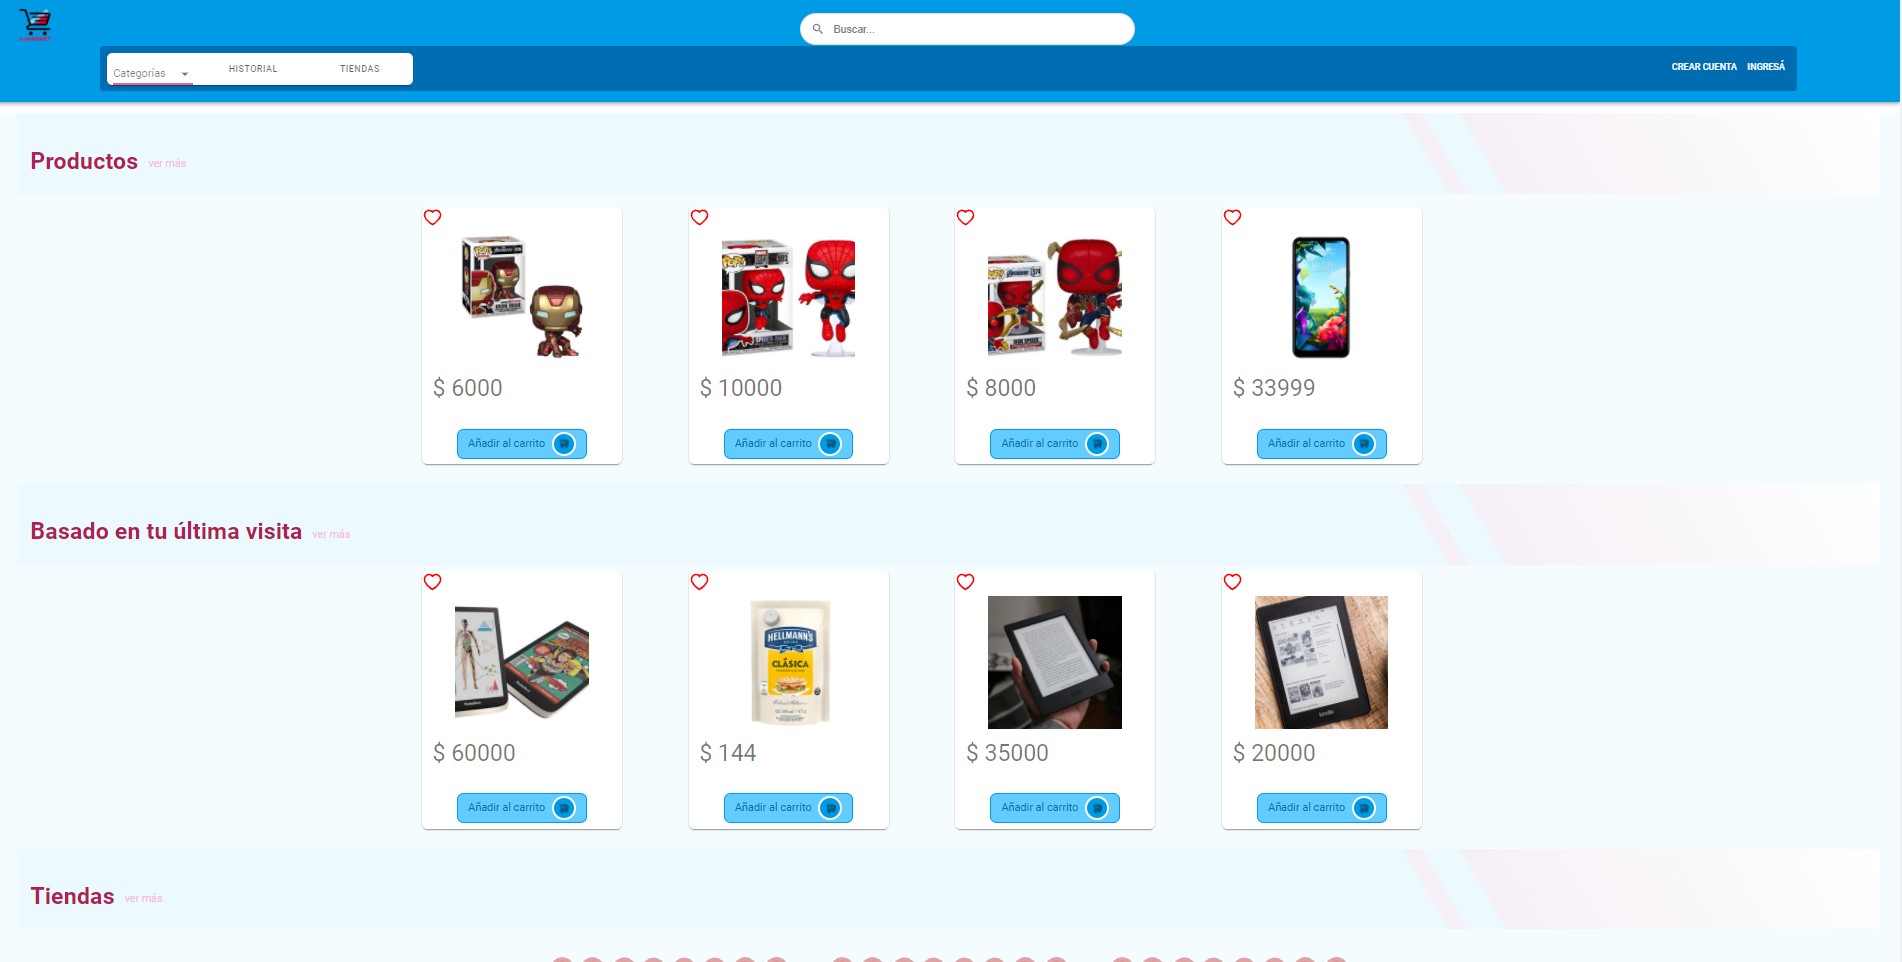 e-MARKET
Buscar...
Categorías
HISTORIAL
TIENDAS
CREAR CUENTA
INGRESÁ
Productos ver más
$ 6000
$ 10000
$ 8000
$ 33999
Añadir al carrito
Añadir al carrito
Añadir al carrito
Añadir al carrito
Basado en tu última visita ver más
HELLMANN'S
CLÁSICA
kindle
$ 60000
$ 144
$ 35000
$ 20000
Añadir al carrito
Añadir al carrito
Añadir al carrito
Añadir al carrito
Tiendas ver más